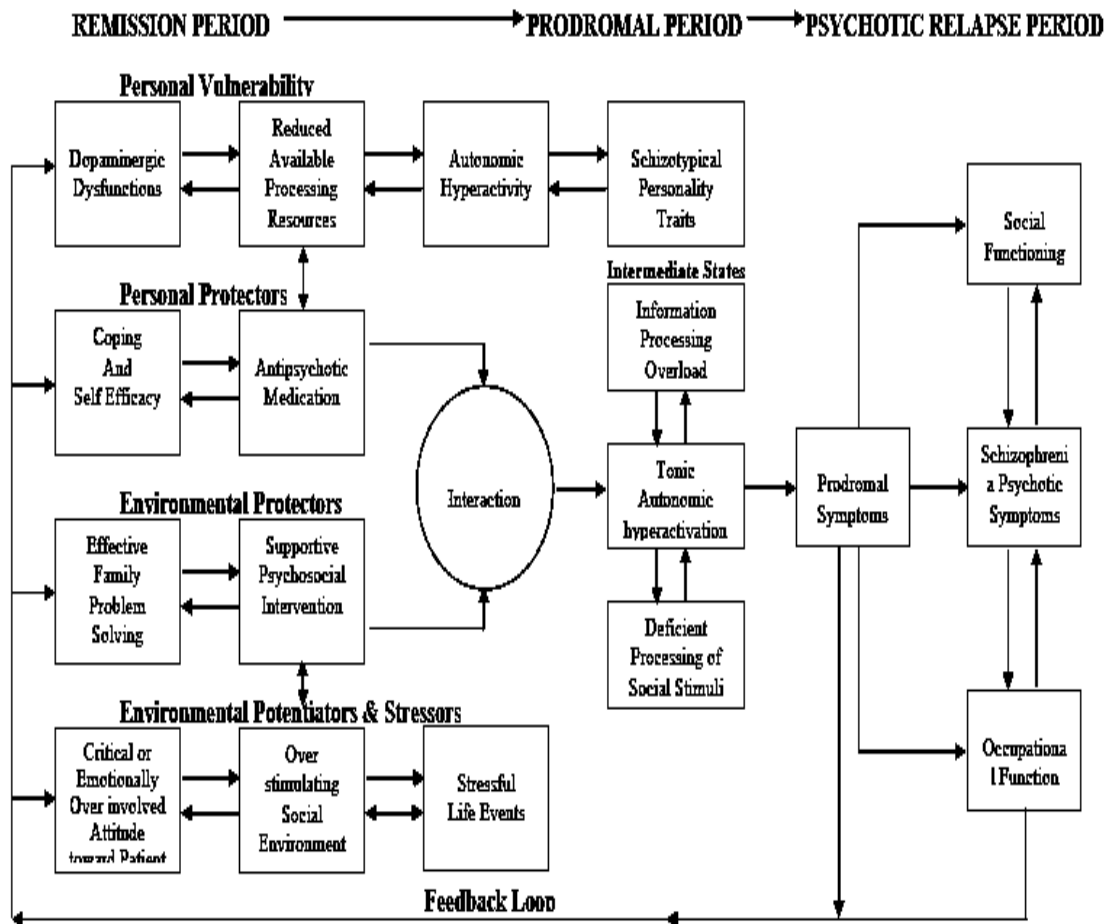 REMISSION PERIOD PRODROMAL PERIOD PSYCHOTIC RELAPSE PERIOD
Personal Vulnerability
Dopaminergic
Dysfunctions
Reduced
Available
Processing
Resources
Autonomic
Hyperactivity
Schizotypical
Personality
Traits
Social
Functioning
Intermediate States
Personal Protectors
Coping
And
Self Efficacy
Antipsychotic
Medication
Information
Processing
Overload
Interaction
Tonic
Autonomic
hyperactivation
Prodromal
Symptoms
Schizophreni
a Psychotic
Symptoms
Environmental Protectors
Effective
Family
Problem
Solving
Supportive
Psychosocial
Intervention
Deficient
Processing of
Social Stimuli
Environmental Potentiators & Stressors
Critical or
Emotionally
Over involved
Attitude
toward Patient
Over
stimulating
Social
Environment
Stressful
Life Events
Occupationa
l Function
Feedback Loop